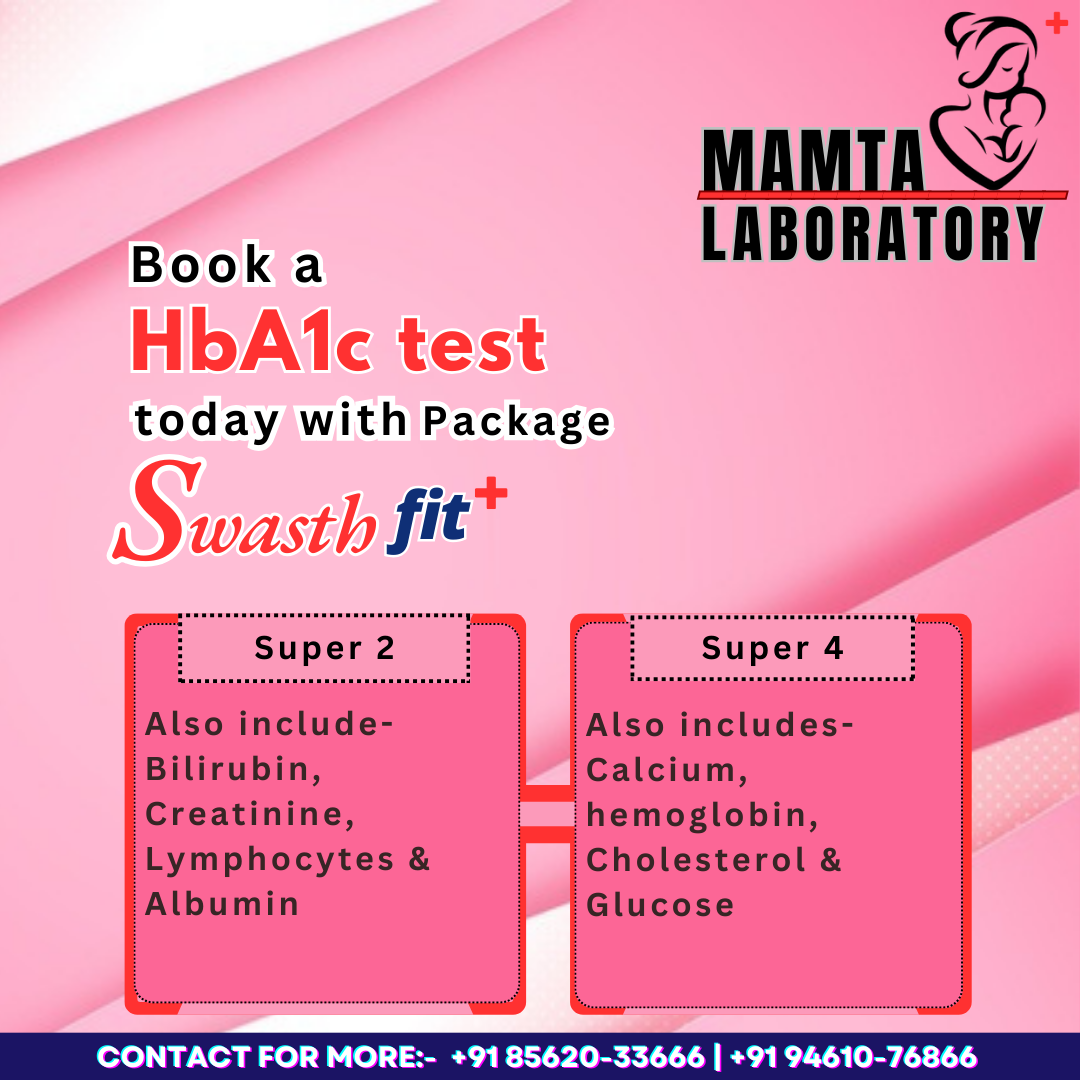 MAMTA
LABORATORY
Book a
HbA1c test
today with Package
Swasth fit+
Super 2
Also include-
Bilirubin,
Creatinine,
Lymphocytes &
Albumin
Super 4
Also includes-
Calcium,
hemoglobin,
Cholesterol &
Glucose
CONTACT FOR MORE:- +91 85620-33666 | +91 94610-76866